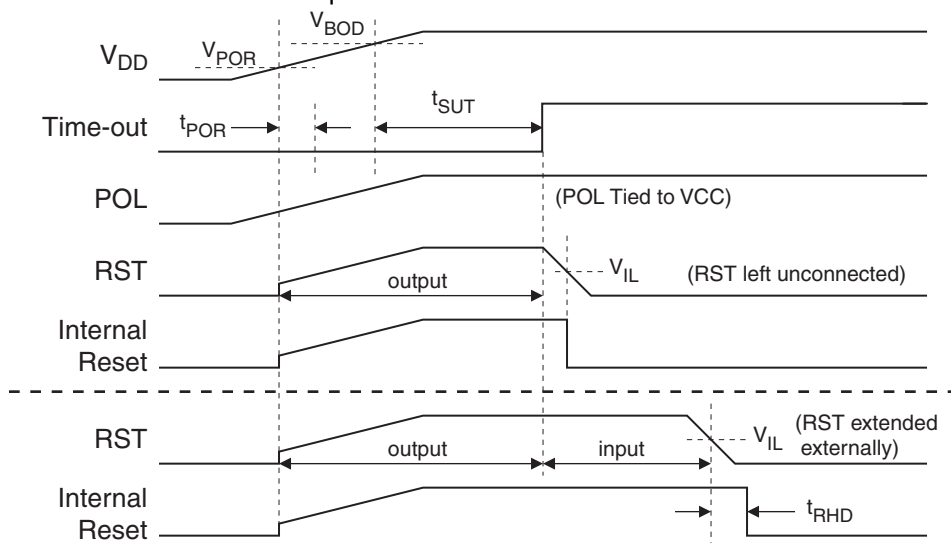 VBOD
VPOR
VDD
tSUT
Time-out
tPOR
POL
(POL Tied to VCC)
RST
VIL
(RST left unconnected)
output
Internal
Reset
RST
(RST extended
externally)
VIL
output
input
Internal
Reset
tRHD